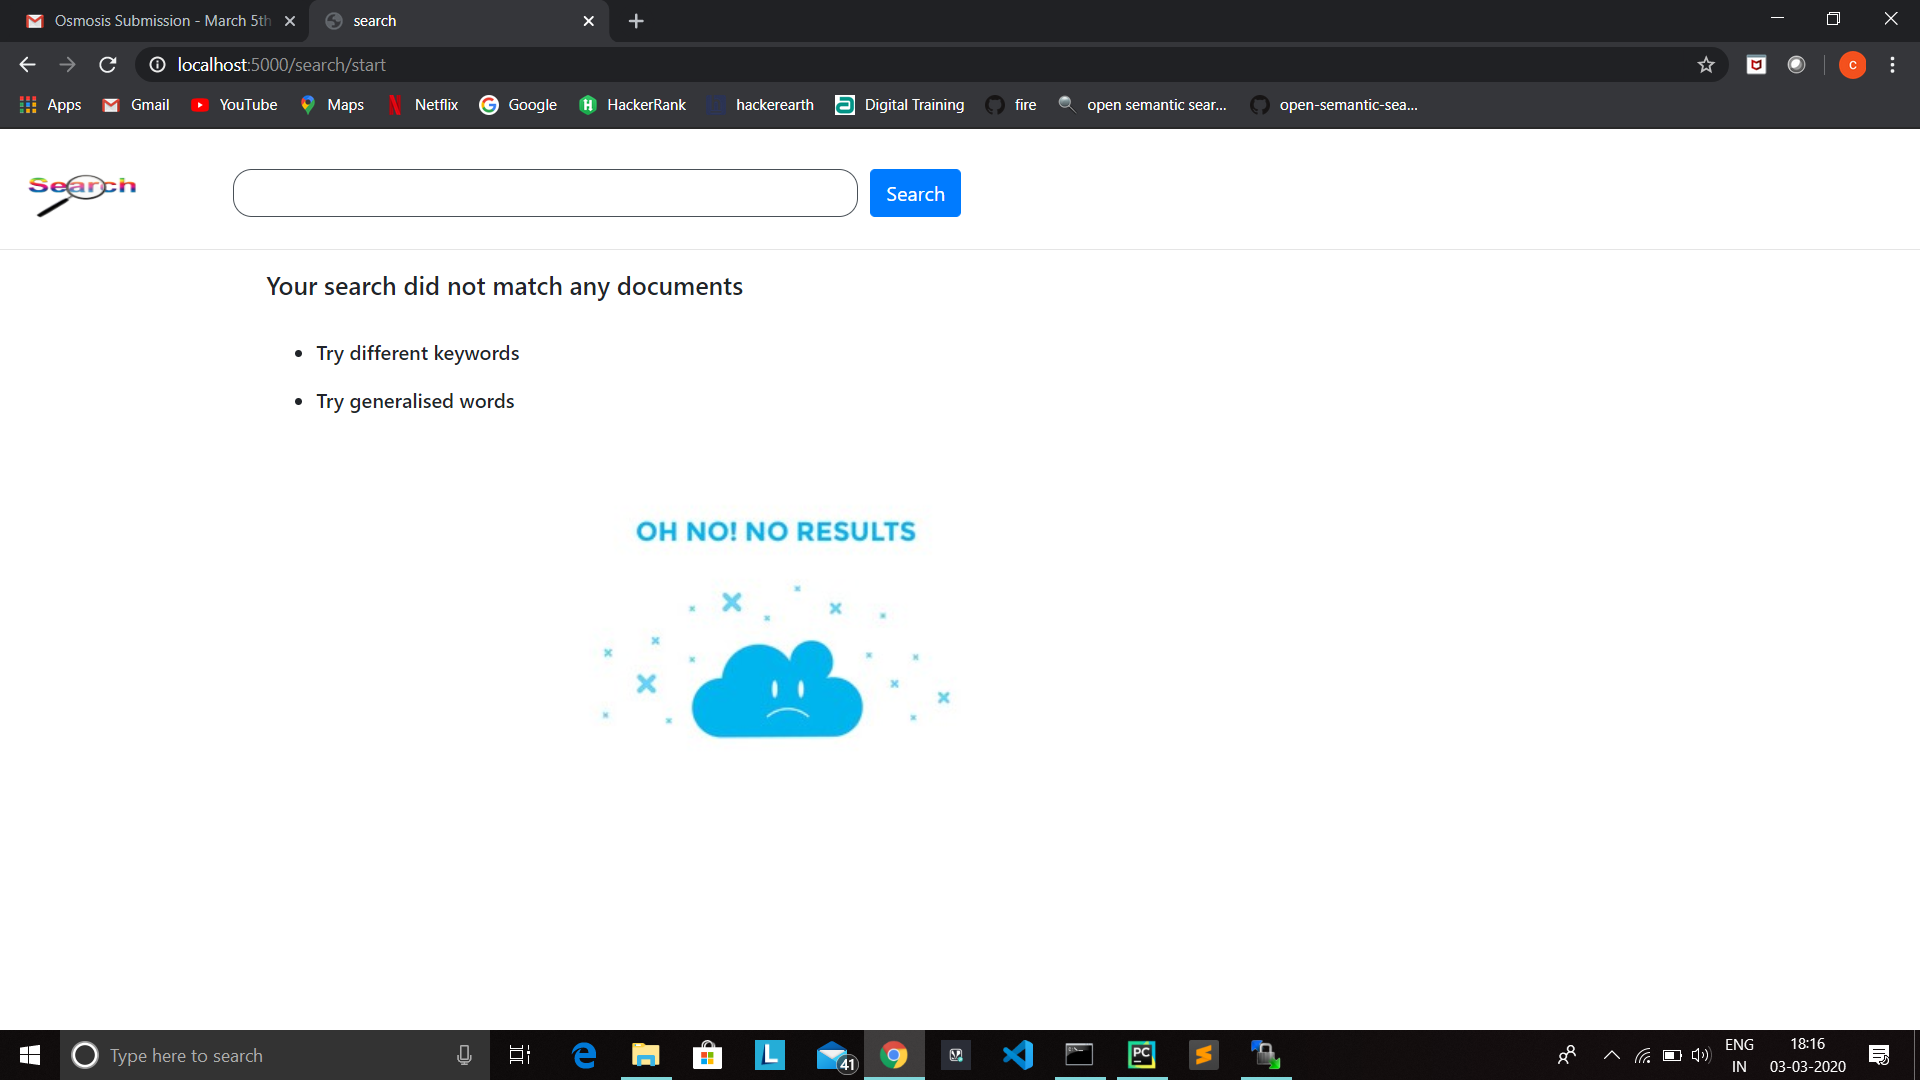 Osmosis Submission - March 5th
search
localhost:5000/search/start
c
Apps
Gmail
YouTube
Maps
Netflix
Google
HackerRank
hackerearth
Digital Training
fire
open semantic sear...
open-semantic-sea...
Search
Search
Your search did not match any documents
• Try different keywords
• Try generalised words
OH NO! NO RESULTS
Type here to search
L
41
PC
ENG
IN
18:16
03-03-2020